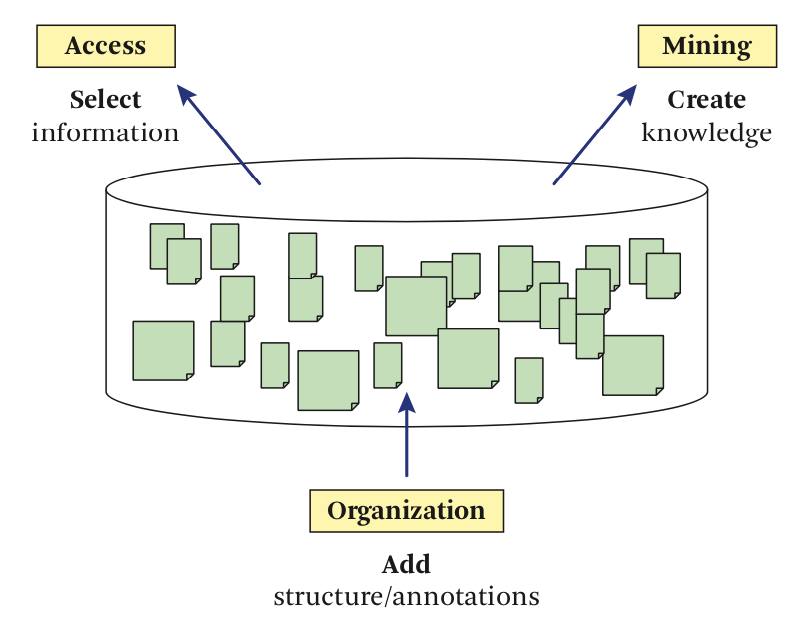 Access
Select
information
Mining
Create
knowledge
Organization
Add
structure/annotations